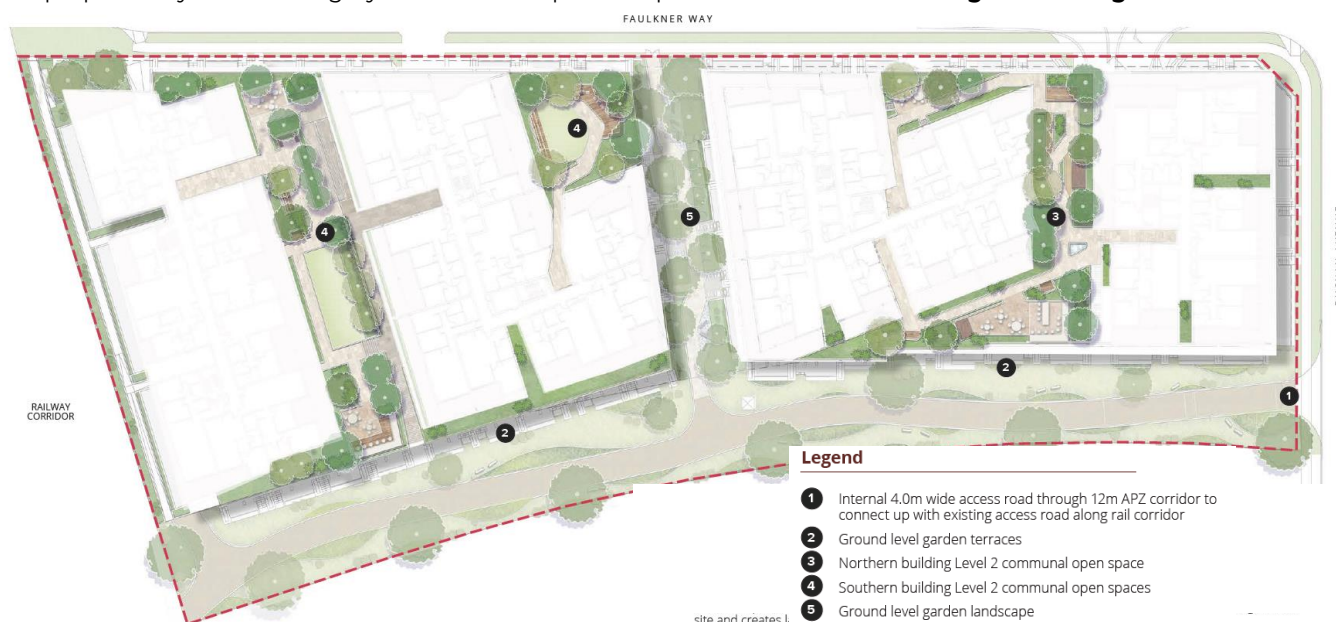 FAULKNER WAY
4
5
4
3
2
1
2
RAILWAY
CORRIDOR
Legend
1 Internal 4.0m wide access road through 12m APZ corridor to
connect up with existing access road along rail corridor
2 Ground level garden terraces
3 Northern building Level 2 communal open space
4 Southern building Level 2 communal open spaces
5 Ground level garden landscape
site and creates